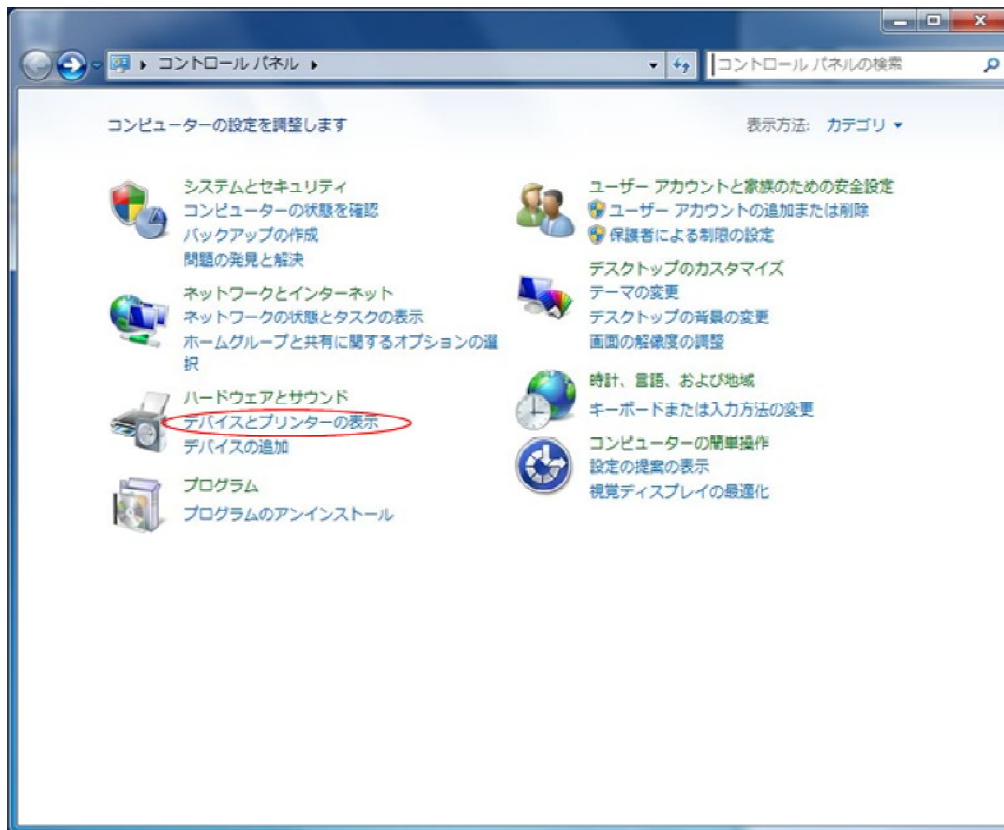 コントロール パネル
コントロール パネルの検索
コンピューターの設定を調整します
表示方法: カテゴリ
システムとセキュリティ
コンピューターの状態を確認
バックアップの作成
問題の発見と解決
ネットワークとインターネット
ネットワークの状態とタスクの表示
ホームグループと共有に関するオプションの選
択
ハードウェアとサウンド
デバイスとプリンターの表示
デバイスの追加
プログラム
プログラムのアンインストール
ユーザー アカウントと家族のための安全設定
ユーザー アカウントの追加または削除
保護者による制限の設定
デスクトップのカスタマイズ
テーマの変更
デスクトップの背景の変更
画面の解像度の調整
時計、言語、および地域
キーボードまたは入力方法の変更
コンピューターの簡単操作
設定の提案の表示
視覚ディスプレイの最適化